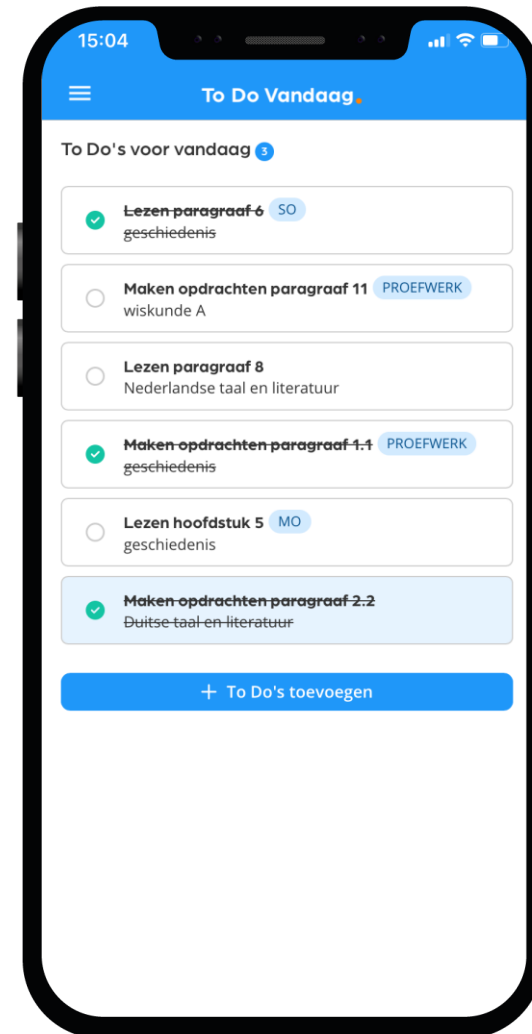 15:04
To Do Vandaag.
To Do's voor vandaag 3
Lezen paragraaf 6 SO
geschiedenis
Maken opdrachten paragraaf 11 PROEFWERK
wiskunde A
Lezen paragraaf 8
Nederlandse taal en literatuur
Maken opdrachten paragraaf 1.1 PROEFWERK
geschiedenis
Lezen hoofdstuk 5 MO
geschiedenis
Maken opdrachten paragraaf 2.2
Duitse taal en literatuur
+ To Do's toevoegen